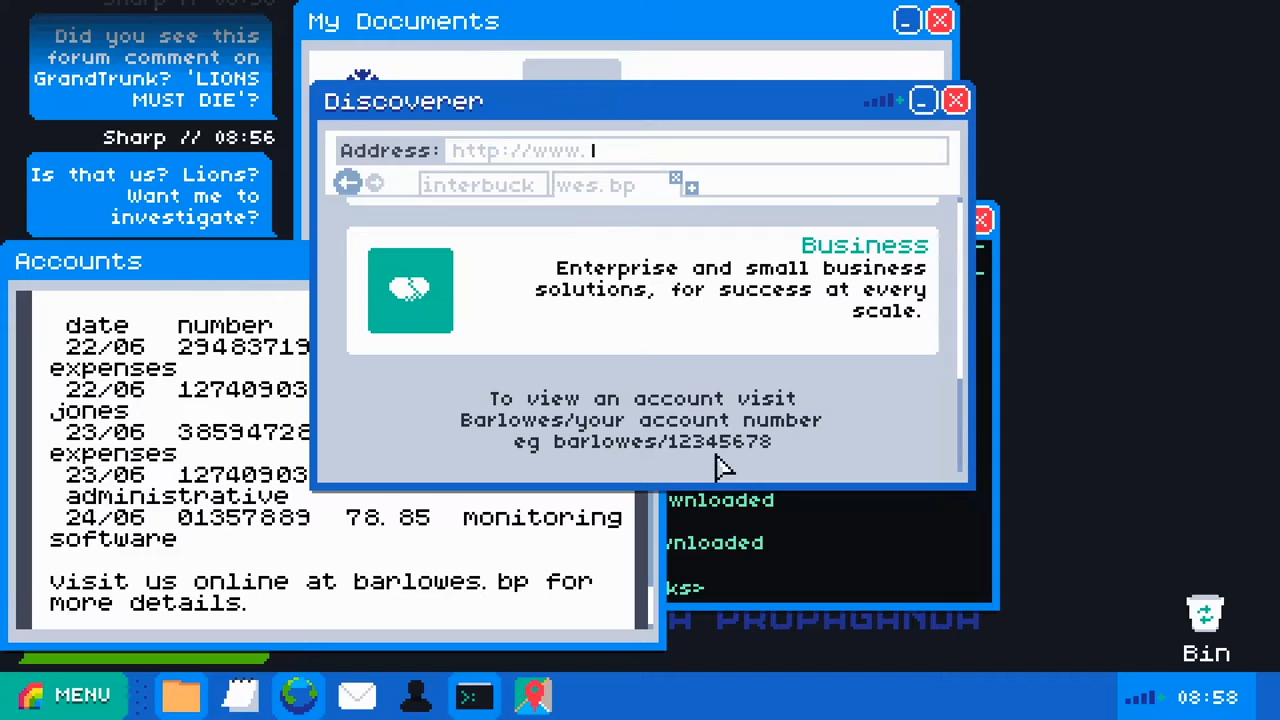 Did you see this
forum comment on
GrandTrunk? 'LIONS
MUST DIE'?
Sharp // 08:56
Is that us? Lions?
Want me to
investigate?
My Documents
Discoverer
Address: http://www.
interbuck wes.bp
Business
Enterprise and small business
solutions, for success at every
scale.
To view an account visit
Barlowes/your account number
eg barlowes/12345678
Accounts
date number
22/06 29483719
expenses
22/06 12740903
jones
23/06 38594728
expenses
23/06 12740903
administrative
24/06 01357889 78.85 monitoring
software
visit us online at barlowes.bp for
more details.
wnloaded
wnloaded
ks>
A PROPAGANDA
Bin
MENU
08:58